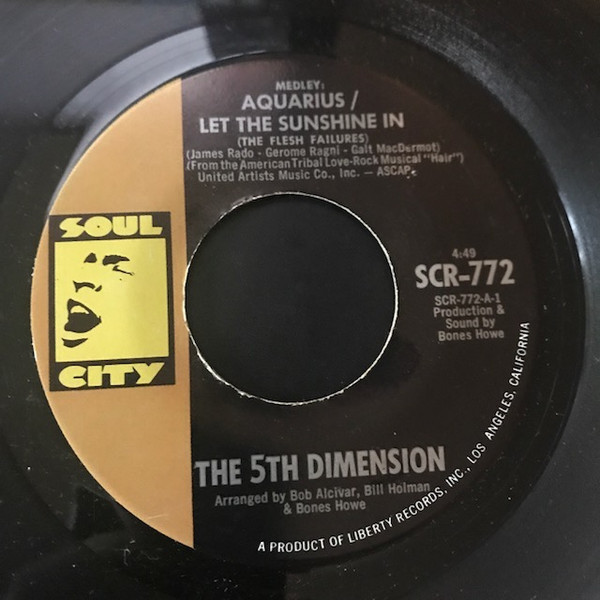 MEDLEY:
AQUARIUS /
LET THE SUNSHINE IN
(THE FLESH FAILURES)
(James Rado - Gerome Ragni - Galt MacDermot)
(From the American Tribal Love-Rock Musical "Hair")
United Artists Music Co., Inc. — ASCAP
SOUL
CITY
4:49
SCR-772
SCR-772-A-1
Production &
Sound by
Bones Howe
THE 5TH DIMENSION
Arranged by Bob Alcivar, Bill Holman
& Bones Howe
A PRODUCT OF LIBERTY RECORDS, INC., LOS ANGELES, CALIFORNIA